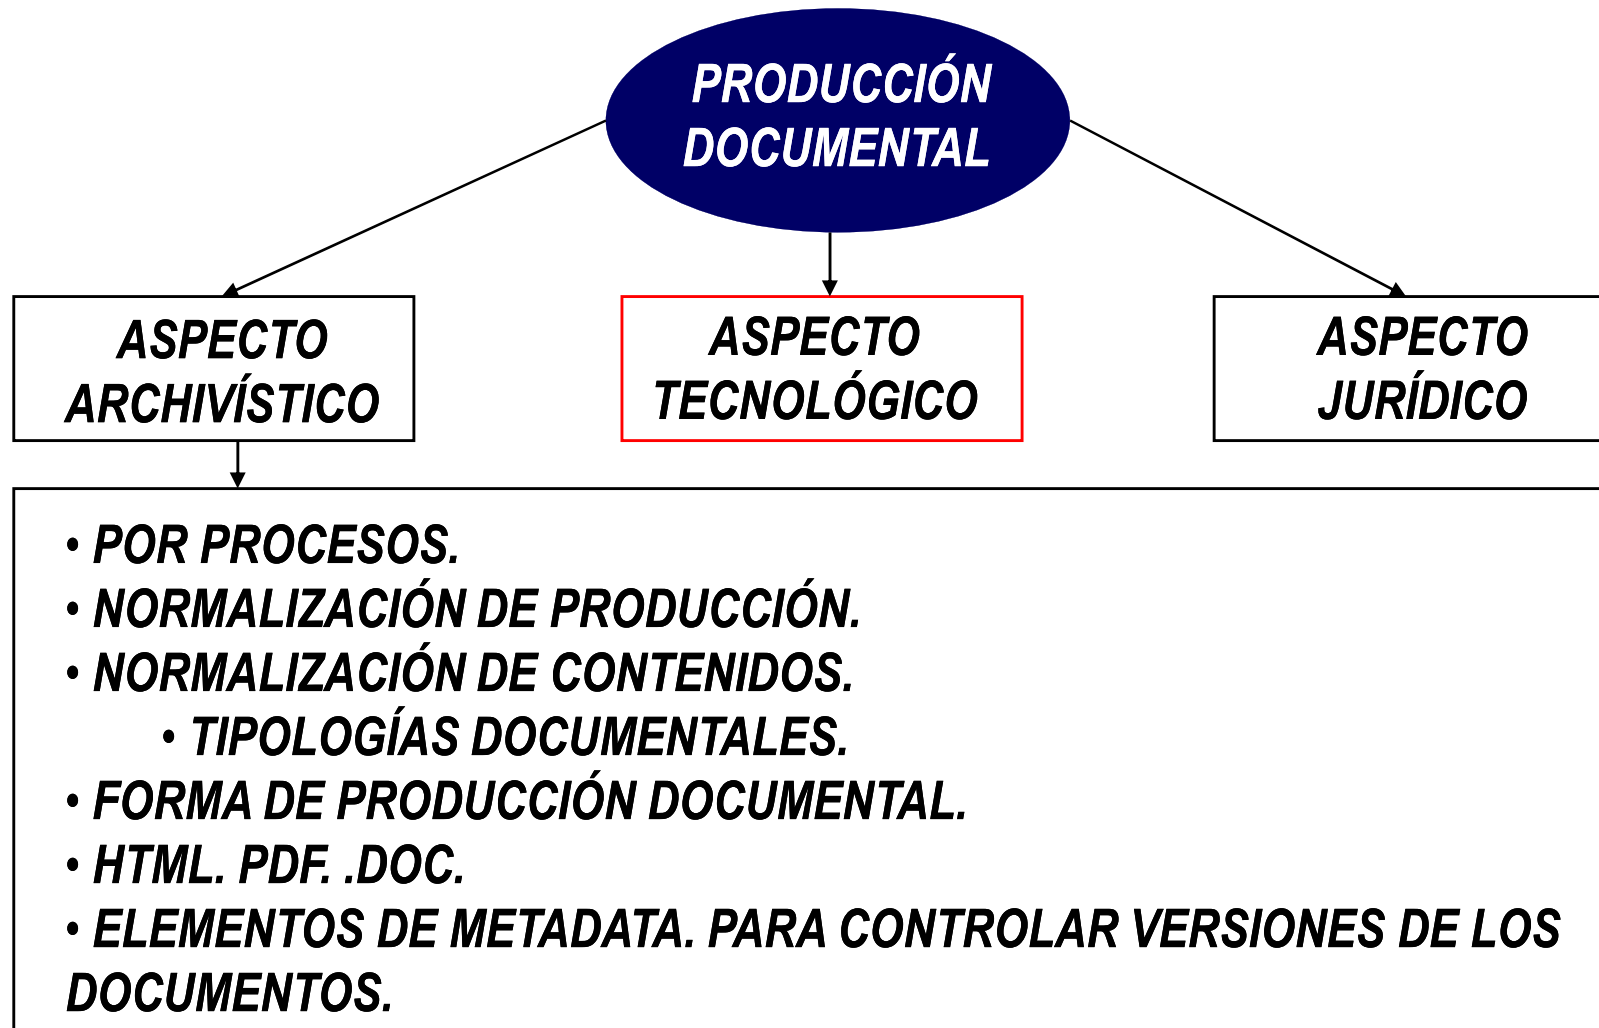 PRODUCCIÓN
DOCUMENTAL
ASPECTO
ARCHIVÍSTICO
ASPECTO
TECNOLÓGICO
ASPECTO
JURÍDICO
• POR PROCESOS.
• NORMALIZACIÓN DE PRODUCCIÓN.
• NORMALIZACIÓN DE CONTENIDOS.
• TIPOLOGÍAS DOCUMENTALES.
• FORMA DE PRODUCCIÓN DOCUMENTAL.
• HTML. PDF. .DOC.
• ELEMENTOS DE METADATA. PARA CONTROLAR VERSIONES DE LOS
DOCUMENTOS.